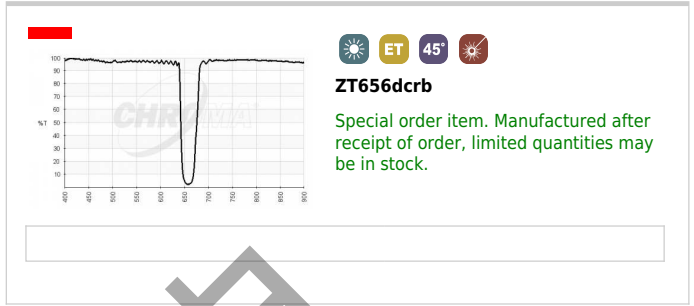 ET
45°
ZT656dcrb
Special order item. Manufactured after
receipt of order, limited quantities may
be in stock.
100
90
80
70
60
%T 50
40
30
20
10
400 450 500 550 600 650 700 750 800 850 900
CHROMA